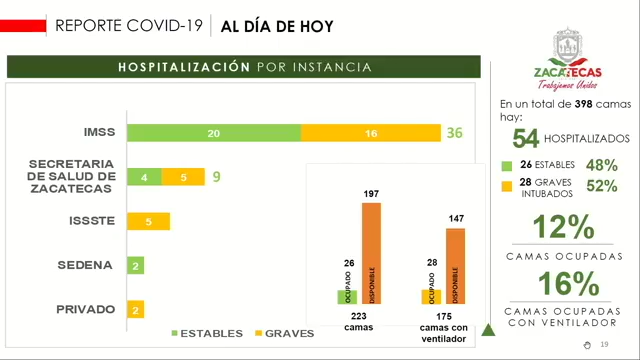 REPORTE COVID-19 AL DÍA DE HOY
HOSPITALIZACIÓN POR INSTANCIA
ZACATECAS
Trabajemos Unidos
IMSS 20 16 36
SECRETARIA
DE SALUD DE
ZACATECAS
4 5 9
ISSSTE 5
SEDENA 2
PRIVADO 2
ESTABLES GRAVES
26 197
OCUPADO DISPONIBLE
223
camas
28 147
OCUPADO DISPONIBLE
175
camas con
ventilador
En un total de 398 camas
hay:
54 HOSPITALIZADOS
26 ESTABLES 48%
28 GRAVES
INTUBADOS
52%
12%
CAMAS OCUPADAS
16%
CAMAS OCUPADAS
CON VENTILADOR
19